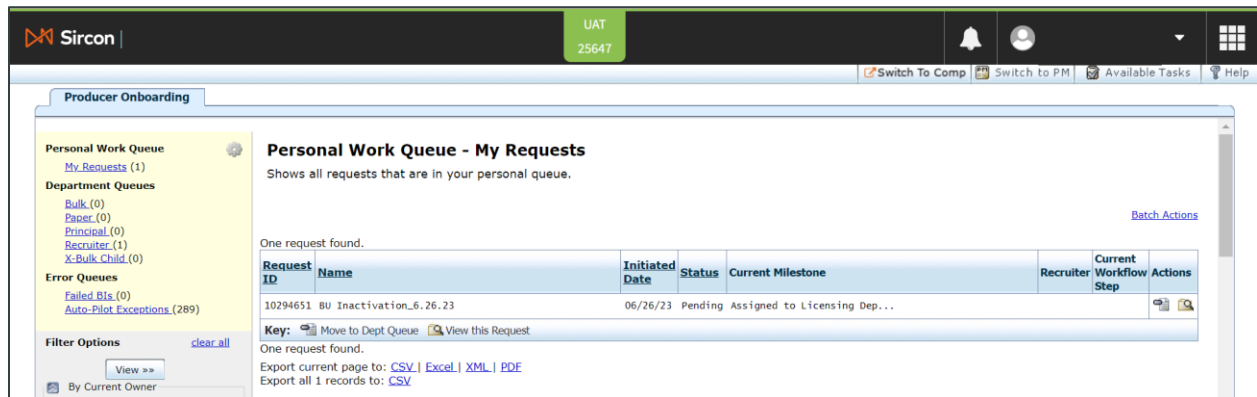 Sircon |
UAT
25647
Switch To Comp
Switch to PM
Available Tasks
Help
Producer Onboarding
Personal Work Queue
My Requests (1)
Department Queues
Bulk (0)
Paper (0)
Principal (0)
Recruiter (1)
X-Bulk Child (0)
Error Queues
Failed BIs (0)
Auto-Pilot Exceptions (289)
Filter Options clear all
View »»
By Current Owner
Personal Work Queue - My Requests
Shows all requests that are in your personal queue.
Batch Actions
One request found.
Request ID Name Initiated Date Status Current Milestone Recruiter Current Workflow Step Actions
10294651 BU Inactivation_6.26.23 06/26/23 Pending Assigned to Licensing Dep...
Key: Move to Dept Queue View this Request
One request found.
Export current page to: CSV | Excel | XML | PDF
Export all 1 records to: CSV